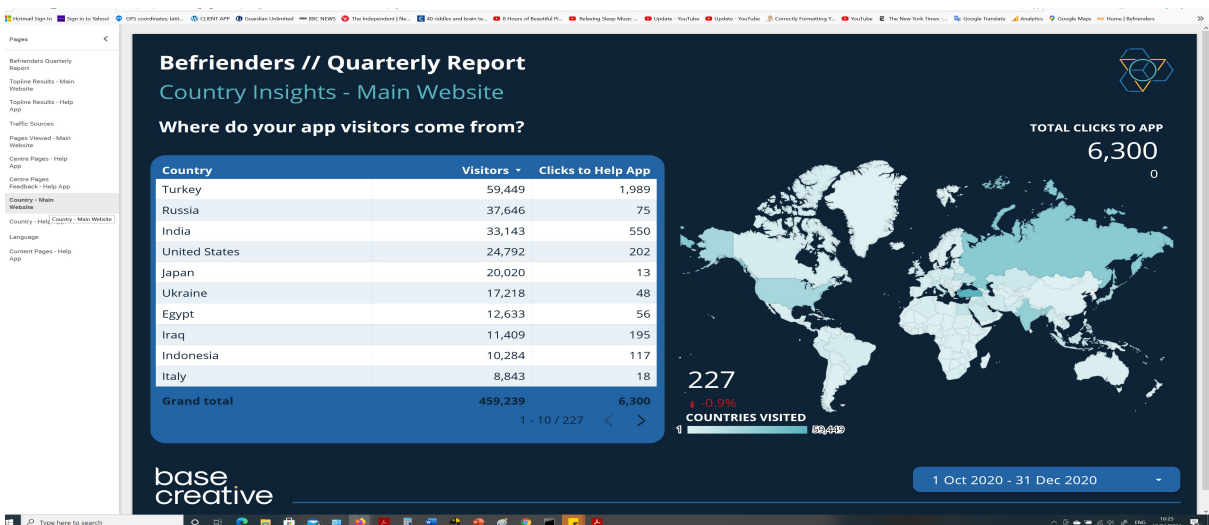 Hotmail Sign In
Sign in to Yahoo!
GPS coordinates, latit...
CLIENT APP
Guardian Unlimited
BBC NEWS
The Independent | Ne...
40 riddles and brain te...
8 Hours of Beautiful Pi...
Relaxing Sleep Music ...
Update - YouTube
Update - YouTube
Correctly Formatting Y...
YouTube
The New York Times -...
Google Translate
Analytics
Google Maps
Home | Befrienders
Pages
Befrienders Quarterly
Report
Topline Results - Main
Website
Topline Results - Help
App
Traffic Sources
Pages Viewed - Main
Website
Centre Pages - Help
App
Centre Pages
Feedback - Help App
Country - Main
Website
Country - Help
Country - Main Website
Language
Content Pages - Help
App
Befrienders // Quarterly Report
Country Insights - Main Website
Where do your app visitors come from?
TOTAL CLICKS TO APP
6,300
0
Country Visitors Clicks to Help App
Turkey 59,449 1,989
Russia 37,646 75
India 33,143 550
United States 24,792 202
Japan 20,020 13
Ukraine 17,218 48
Egypt 12,633 56
Iraq 11,409 195
Indonesia 10,284 117
Italy 8,843 18
Grand total 459,239 6,300
1 - 10 / 227
227
-0.9%
COUNTRIES VISITED
1 59,449
base
creative
1 Oct 2020 - 31 Dec 2020
Type here to search
ENG
16:25